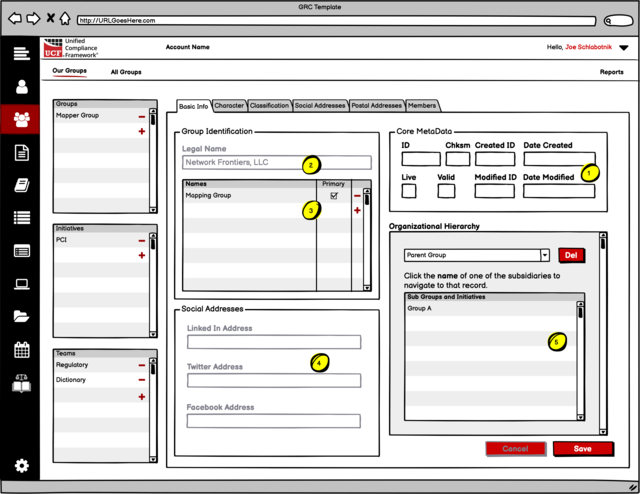 GRC Template
http://URLGoesHere.com
UCF
Unified
Compliance
Framework™
Account Name
Hello, Joe Schlabotnik
Our Groups
All Groups
Reports
Groups
Mapper Group
Initiatives
PCI
Teams
Regulatory
Dictionary
Basic Info
Character
Classification
Social Addresses
Postal Addresses
Members
Group Identification
Legal Name
Network Frontiers, LLC
2
Names
Primary
Mapping Group
3
Social Addresses
Linked In Address
Twitter Address
4
Facebook Address
Core MetaData
ID
Chksm
Created ID
Date Created
1
Live
Valid
Modified ID
Date Modified
Organizational Hierarchy
Parent Group
Del
Click the name of one of the subsidiaries to
navigate to that record.
Sub Groups and Initiatives
Group A
5
Cancel
Save